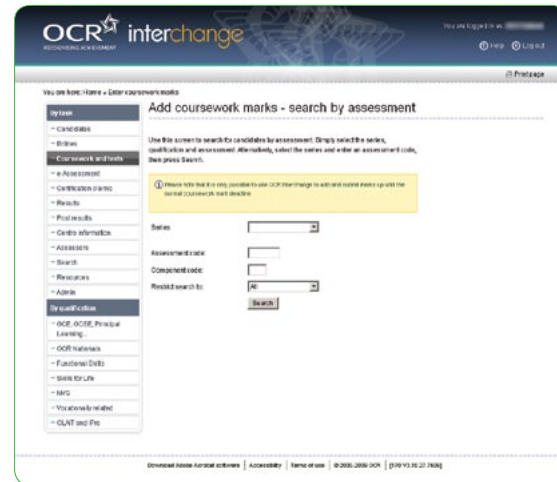 OCR interchange
RECOGNISING ACHIEVEMENT
You are logged in as
Help Logout
Print page
You are here: Home » Enter coursework marks
Add coursework marks - search by assessment
By task
Candidates
Entries
Coursework and tests
e-Assessment
Certification claims
Results
Post results
Centre information
Assessors
Search
Resources
Admin
By qualification
GCE, GCSE, Principal
Learning...
OCR Nationals
Functional Skills
Skills for Life
NVQ
Vocationally related
CLAIT and iPro
Use this screen to search for candidates by assessment. Simply select the series,
qualification and assessment. Alternatively, select the series and enter an assessment code,
then press Search.
Please note that it is only possible to use OCR Interchange to add and submit marks up until the
normal coursework mark deadline
Series
Assessment code:
Component code:
Restrict search to: All
Search
Download Adobe Acrobat software | Accessibility | Terms of use | © 2000-2009 OCR